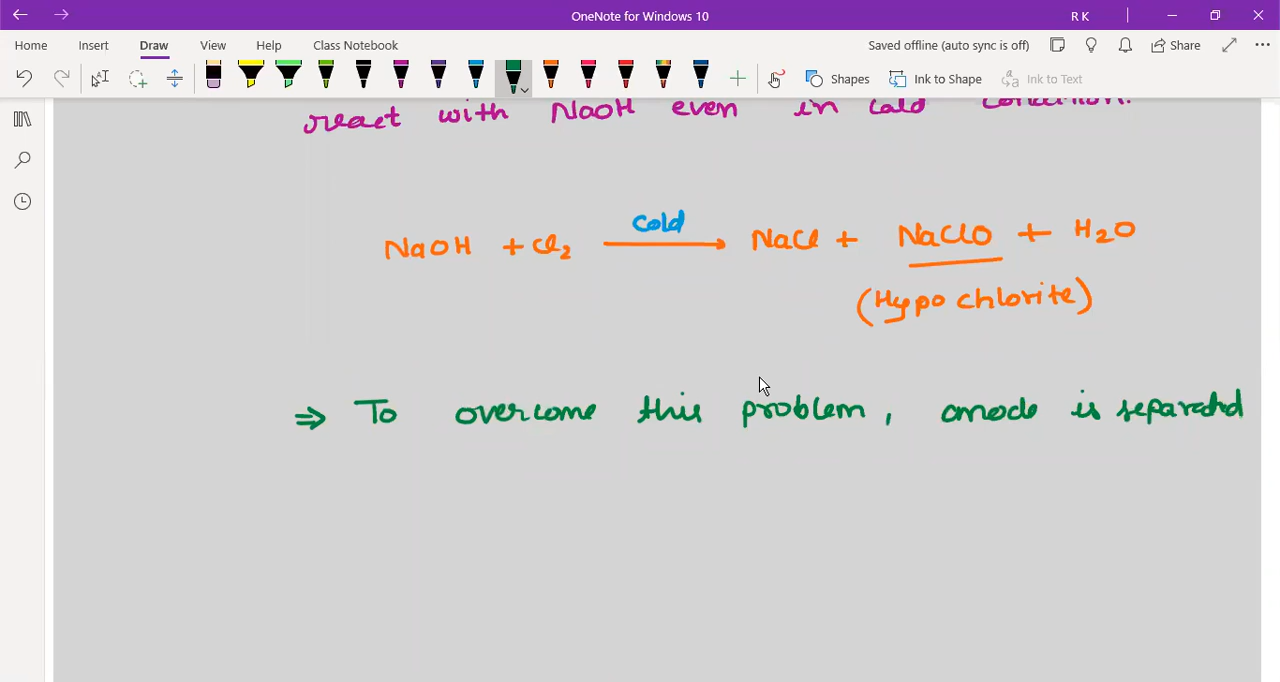 OneNote for Windows 10
R K
Home Insert Draw View Help Class Notebook
Saved offline (auto sync is off) Share
Shapes Ink to Shape Ink to Text
react with NaOH even in cold condition.
Cold
NaOH + Cl2 → NaCl + NaClO + H2O
(Hypo chlorite)
⇒ To overcome this problem, anode is separated